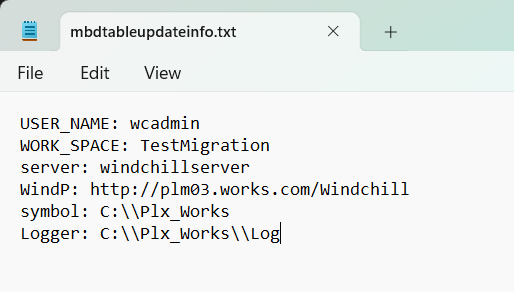 mbdtableupdateinfo.txt
File Edit View
USER_NAME: wcadmin
WORK_SPACE: TestMigration
server: windchillserver
WindP: http://plm03.works.com/Windchill
symbol: C:\\Plx_Works
Logger: C:\\Plx_Works\\Log